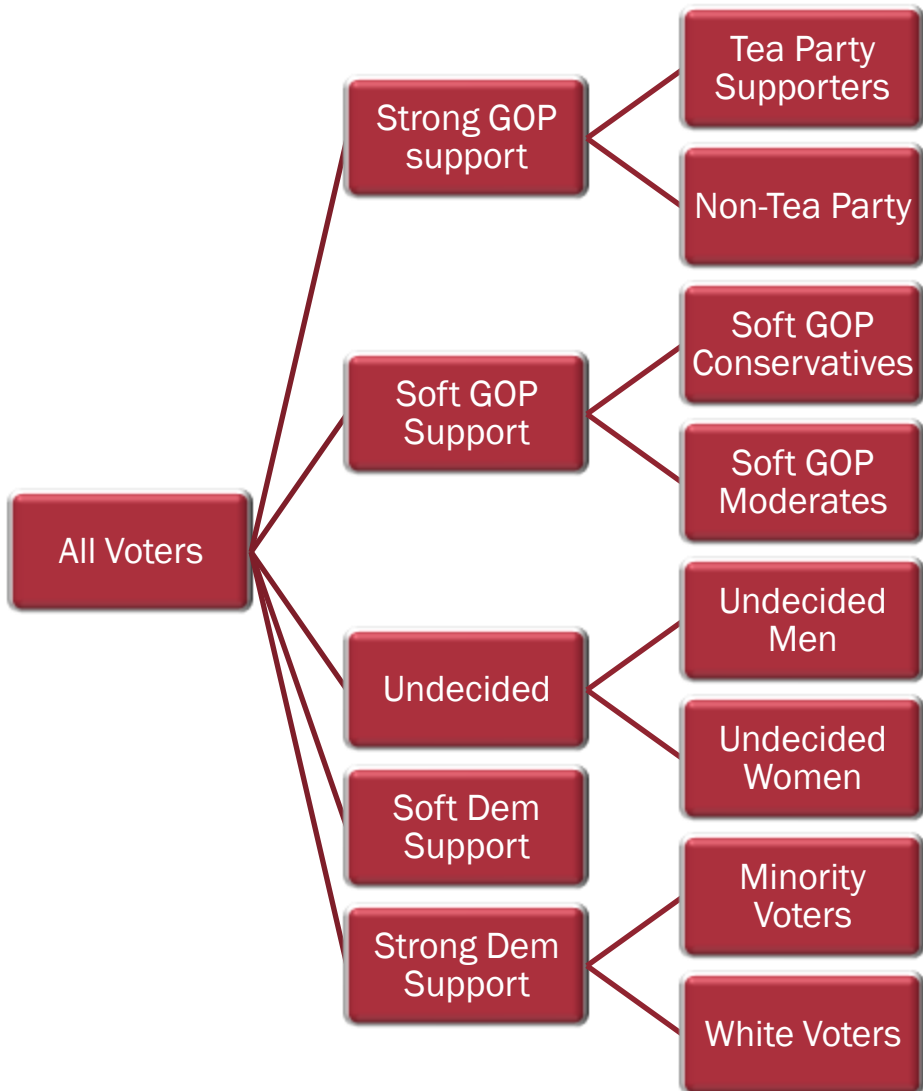 All Voters
Strong GOP
support
Tea Party
Supporters
Non-Tea Party
Soft GOP
Support
Soft GOP
Conservatives
Soft GOP
Moderates
Undecided
Undecided
Men
Undecided
Women
Soft Dem
Support
Strong Dem
Support
Minority
Voters
White Voters